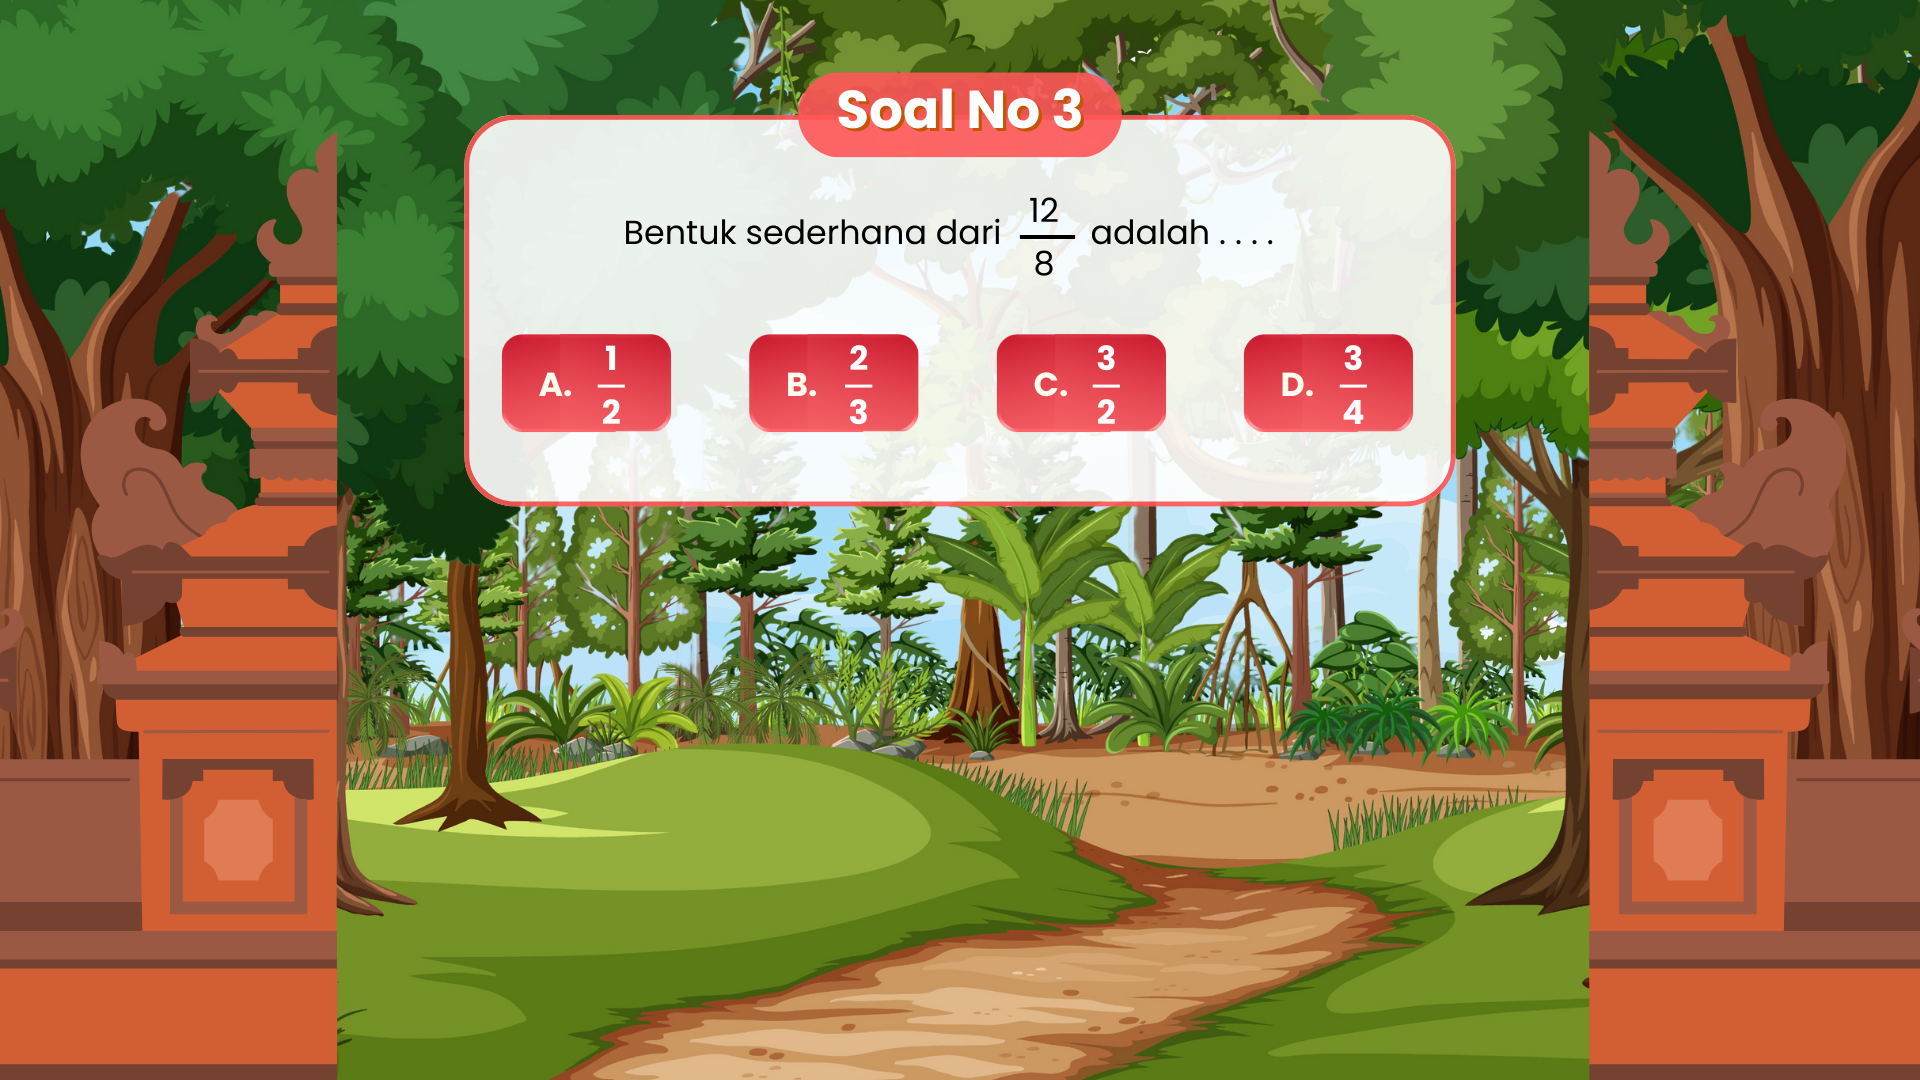 Soal No 3
Bentuk sederhana dari 12/8 adalah . . . .
A. 1/2
B. 2/3
C. 3/2
D. 3/4